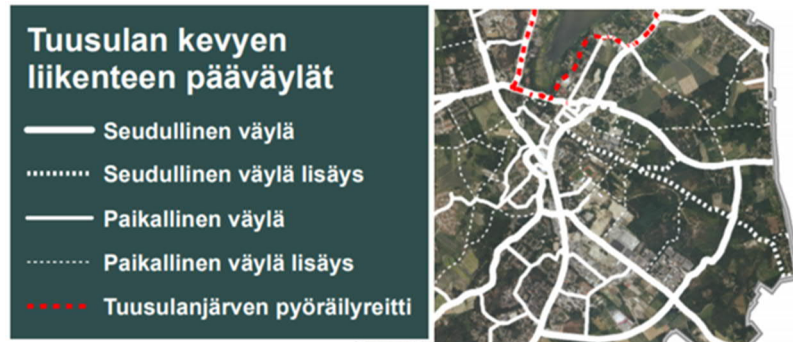 Tuusulan kevyen
liikenteen pääväylät
Seudullinen väylä
Seudullinen väylä lisäys
Paikallinen väylä
Paikallinen väylä lisäys
Tuusulanjärven pyöräilyreitti